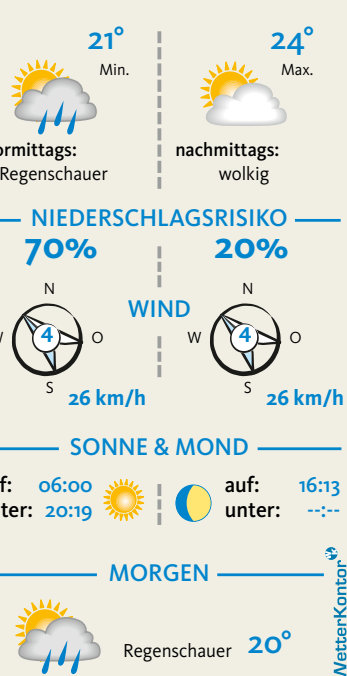 21° 24°
Min. Max.
ormittags: nachmittags:
Regenschauer wolkig
NIEDERSCHLAGSRISIKO
70% 20%
N N
WIND
W 4 O W 4 O
S S
26 km/h 26 km/h
SONNE & MOND
f: 06:00 auf: 16:13
ter: 20:19 unter: --:--
MORGEN
Regenschauer 20°
WetterKontor